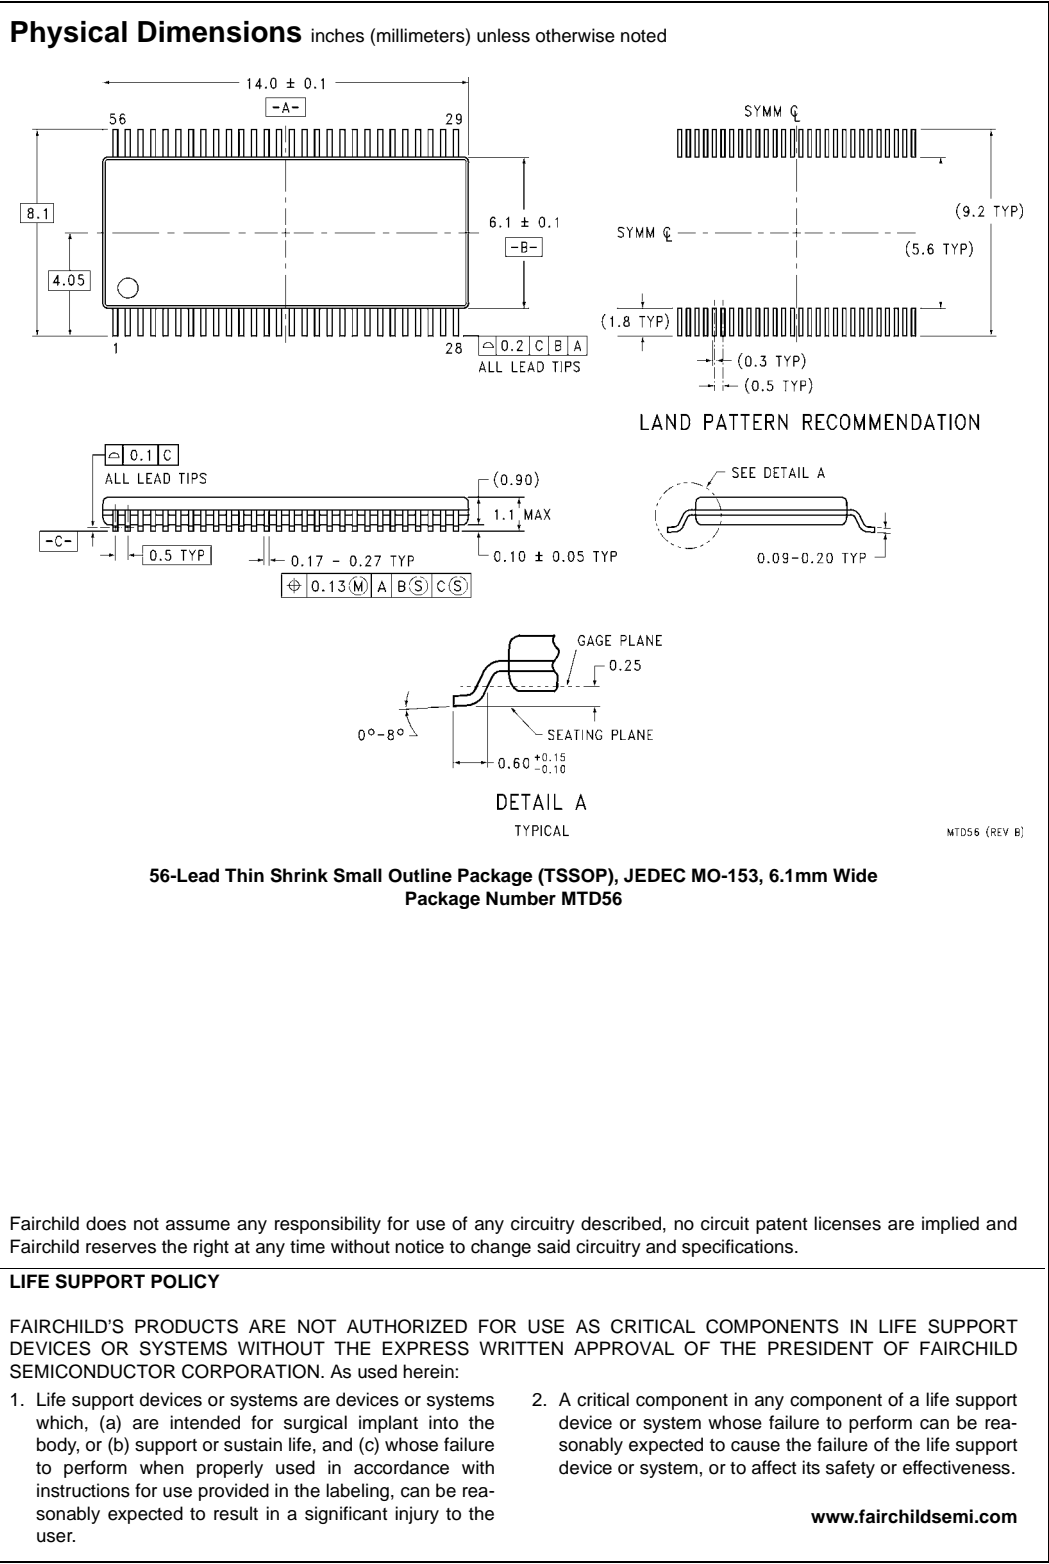 Physical Dimensions inches (millimeters) unless otherwise noted
14.0 ± 0.1
-A-
56
29
8.1
4.05
6.1 ± 0.1
-B-
1
28
⌓ 0.2 C B A
ALL LEAD TIPS
SYMM ℄
SYMM ℄
(9.2 TYP)
(5.6 TYP)
(1.8 TYP)
(0.3 TYP)
(0.5 TYP)
LAND PATTERN RECOMMENDATION
⌓ 0.1 C
ALL LEAD TIPS
(0.90)
1.1 MAX
-C-
0.5 TYP
0.17 - 0.27 TYP
0.10 ± 0.05 TYP
⌖ 0.13Ⓜ A BⓈ CⓈ
SEE DETAIL A
0.09-0.20 TYP
GAGE PLANE
0.25
0°-8°
SEATING PLANE
0.60 +0.15 -0.10
DETAIL A
TYPICAL
MTD56 (REV B)
56-Lead Thin Shrink Small Outline Package (TSSOP), JEDEC MO-153, 6.1mm Wide
Package Number MTD56
Fairchild does not assume any responsibility for use of any circuitry described, no circuit patent licenses are implied and
Fairchild reserves the right at any time without notice to change said circuitry and specifications.
LIFE SUPPORT POLICY
FAIRCHILD'S PRODUCTS ARE NOT AUTHORIZED FOR USE AS CRITICAL COMPONENTS IN LIFE SUPPORT
DEVICES OR SYSTEMS WITHOUT THE EXPRESS WRITTEN APPROVAL OF THE PRESIDENT OF FAIRCHILD
SEMICONDUCTOR CORPORATION. As used herein:
1. Life support devices or systems are devices or systems
which, (a) are intended for surgical implant into the
body, or (b) support or sustain life, and (c) whose failure
to perform when properly used in accordance with
instructions for use provided in the labeling, can be rea-
sonably expected to result in a significant injury to the
user.
2. A critical component in any component of a life support
device or system whose failure to perform can be rea-
sonably expected to cause the failure of the life support
device or system, or to affect its safety or effectiveness.
www.fairchildsemi.com